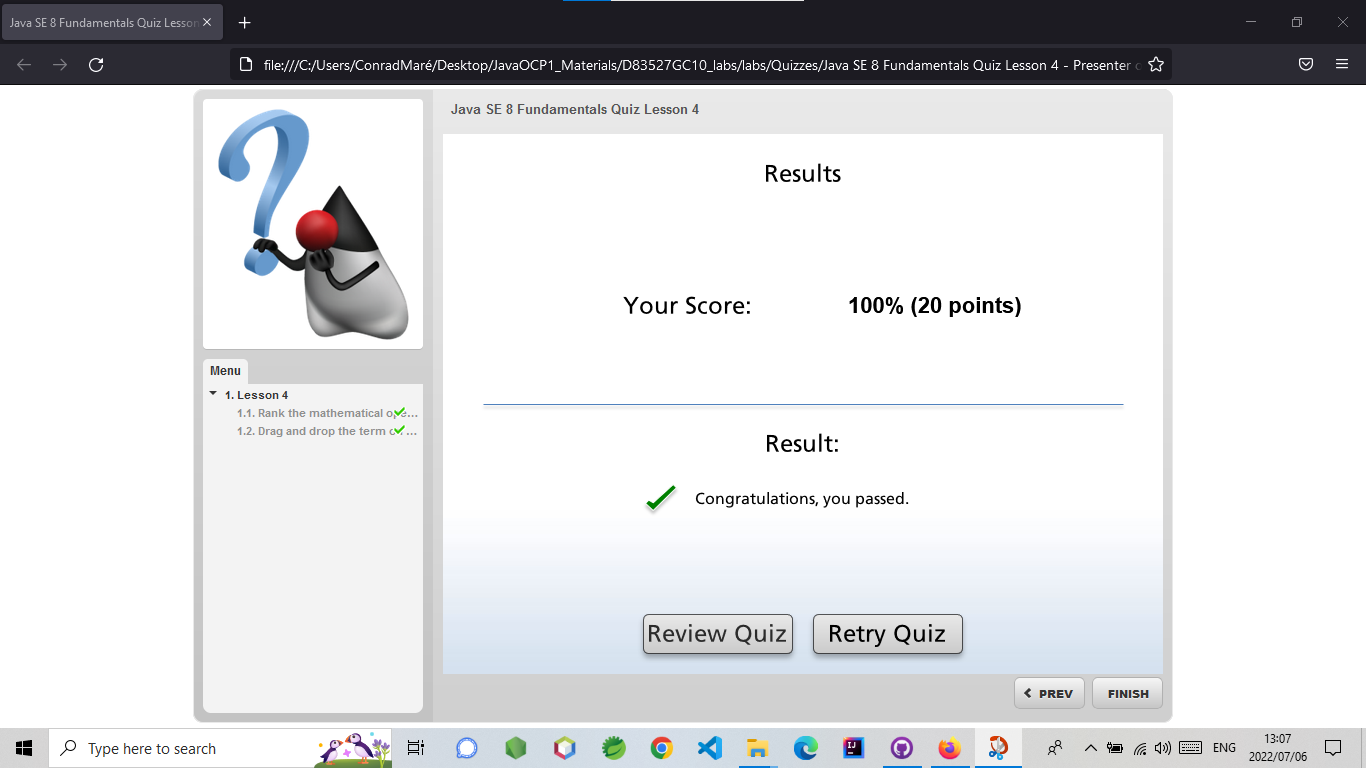 Java SE 8 Fundamentals Quiz Lesson
file:///C:/Users/ConradMaré/Desktop/JavaOCP1_Materials/D83527GC10_labs/labs/Quizzes/Java SE 8 Fundamentals Quiz Lesson 4 - Presenter
Java SE 8 Fundamentals Quiz Lesson 4
Results
Your Score: 100% (20 points)
Menu
1. Lesson 4
1.1. Rank the mathematical ope...
1.2. Drag and drop the term on ...
Result:
Congratulations, you passed.
Review Quiz Retry Quiz
PREV FINISH
Type here to search
ENG
13:07
2022/07/06